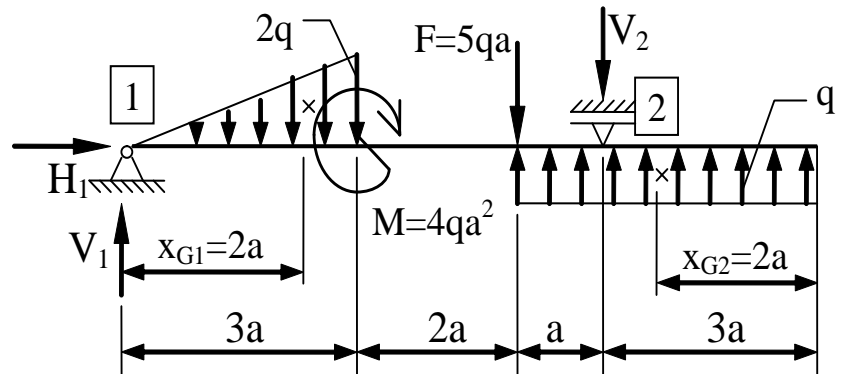 2q
F=5qa
V₂
1
2
q
H₁
V₁
M=4qa²
x_G1=2a
x_G2=2a
3a
2a
a
3a